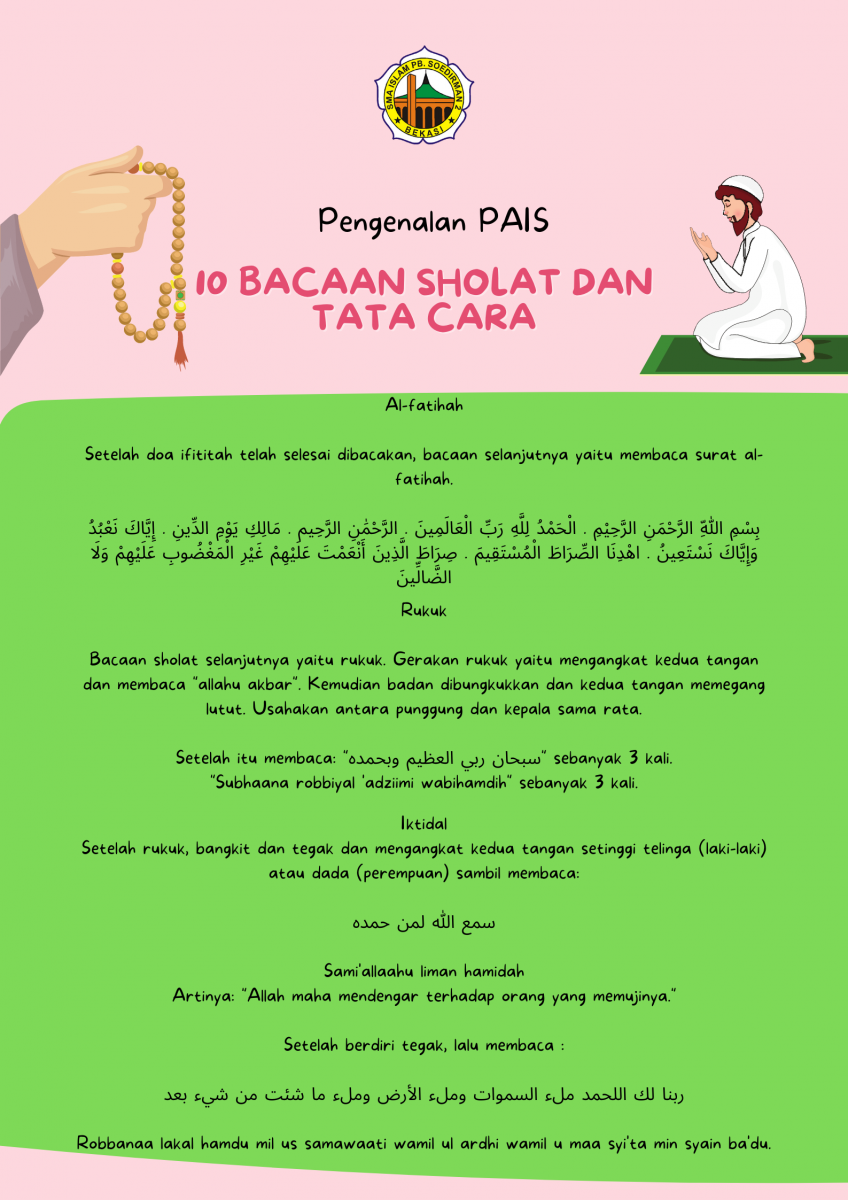 SMA ISLAM PB. SOEDIRMAN 2
BEKASI
Pengenalan PAIS
10 BACAAN SHOLAT DAN
TATA CARA
Al-fatihah
Setelah doa ifititah telah selesai dibacakan, bacaan selanjutnya yaitu membaca surat al-
fatihah.
بِسْمِ اللَّهِ الرَّحْمَنِ الرَّحِيْمِ . الْحَمْدُ لِلَّهِ رَبِّ الْعَالَمِينَ . الرَّحْمَٰنِ الرَّحِيمِ . مَالِكِ يَوْمِ الدِّينِ . إِيَّاكَ نَعْبُدُ
وَإِيَّاكَ نَسْتَعِينُ . اهْدِنَا الصِّرَاطَ الْمُسْتَقِيمَ . صِرَاطَ الَّذِينَ أَنْعَمْتَ عَلَيْهِمْ غَيْرِ الْمَغْضُوبِ عَلَيْهِمْ وَلَا
الضَّالِّينَ
Rukuk
Bacaan sholat selanjutnya yaitu rukuk. Gerakan rukuk yaitu mengangkat kedua tangan
dan membaca "allahu akbar". Kemudian badan dibungkukkan dan kedua tangan memegang
lutut. Usahakan antara punggung dan kepala sama rata.
Setelah itu membaca: "سبحان ربي العظيم وبحمده" sebanyak 3 kali.
"Subhaana robbiyal 'adziimi wabihamdih" sebanyak 3 kali.
Iktidal
Setelah rukuk, bangkit dan tegak dan mengangkat kedua tangan setinggi telinga (laki-laki)
atau dada (perempuan) sambil membaca:
سمع الله لمن حمده
Sami'allaahu liman hamidah
Artinya: "Allah maha mendengar terhadap orang yang memujinya."
Setelah berdiri tegak, lalu membaca :
ربنا لك اللحمد ملء السموات وملء الأرض وملء ما شئت من شيء بعد
Robbanaa lakal hamdu mil us samawaati wamil ul ardhi wamil u maa syi'ta min syain ba'du.